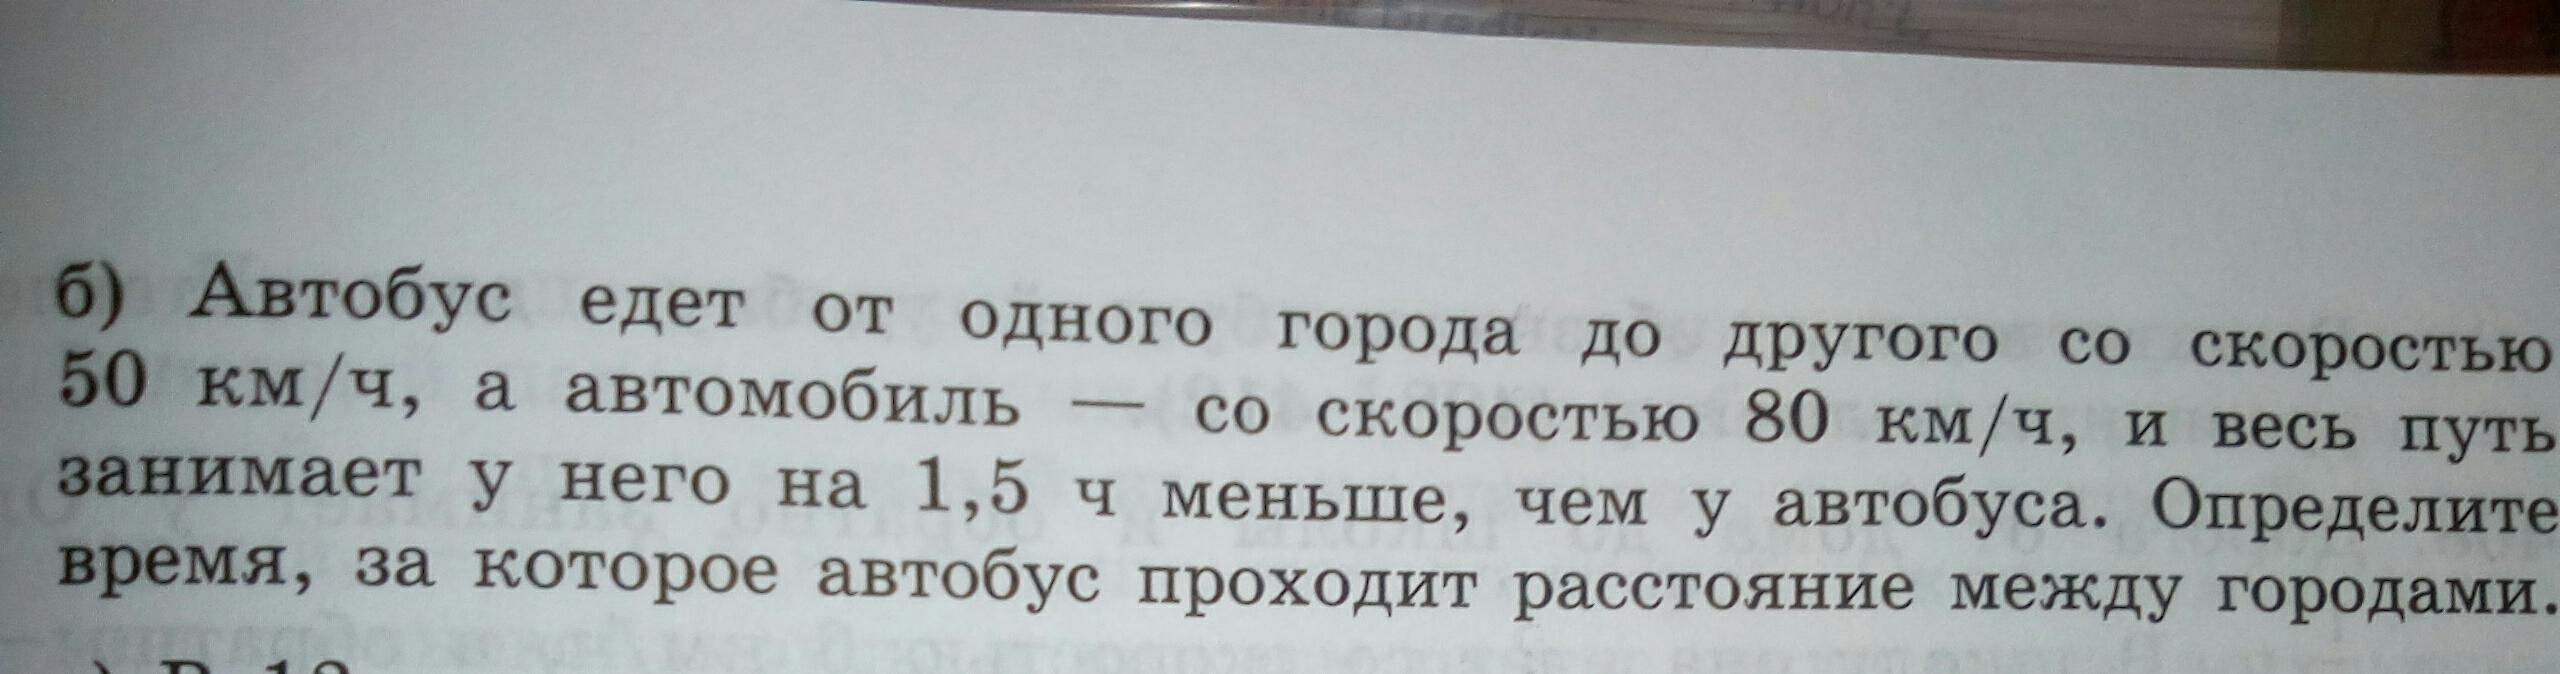 б) Автобус едет от одного города до другого со скоростью
50 км/ч, а автомобиль — со скоростью 80 км/ч, и весь путь
занимает у него на 1,5 ч меньше, чем у автобуса. Определите
время, за которое автобус проходит расстояние между городами.